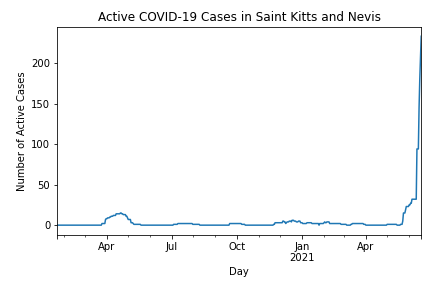 Active COVID-19 Cases in Saint Kitts and Nevis
Number of Active Cases
200
150
100
50
0
Apr Jul Oct Jan Apr
2021
Day